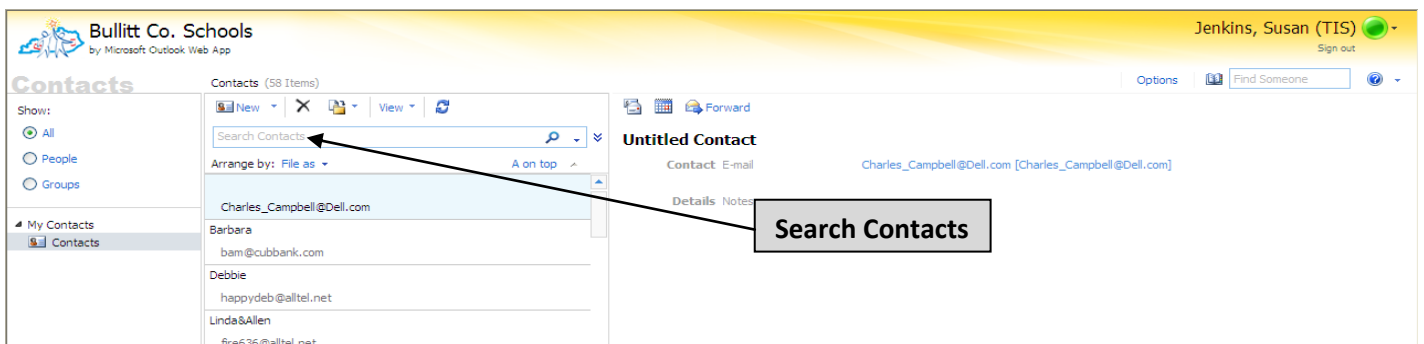 Bullitt Co. Schools
by Microsoft Outlook Web App
Jenkins, Susan (TIS)
Sign out
Contacts
Contacts (58 Items)
Options
Find Someone
Show:
All
People
Groups
My Contacts
Contacts
New
View
Search Contacts
Arrange by: File as
A on top
Charles_Campbell@Dell.com
Barbara
bam@cubbank.com
Debbie
happydeb@alltel.net
Linda&Allen
fire636@alltel.net
Forward
Untitled Contact
Contact E-mail Charles_Campbell@Dell.com [Charles_Campbell@Dell.com]
Details Notes
Search Contacts